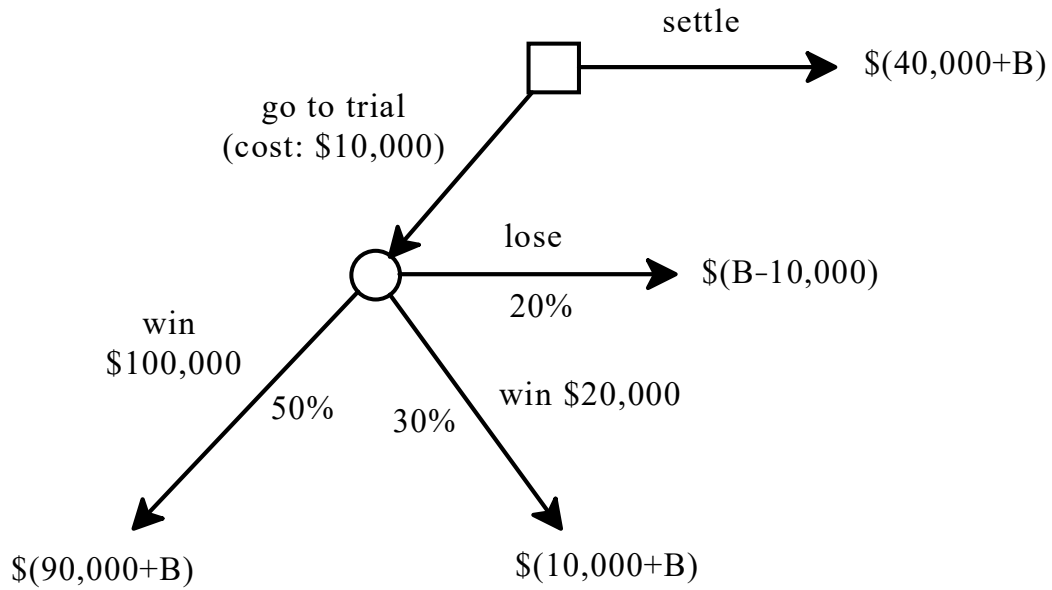 settle
$(40,000+B)
go to trial
(cost: $10,000)
lose
$(B-10,000)
20%
win
$100,000
win $20,000
50%
30%
$(90,000+B)
$(10,000+B)